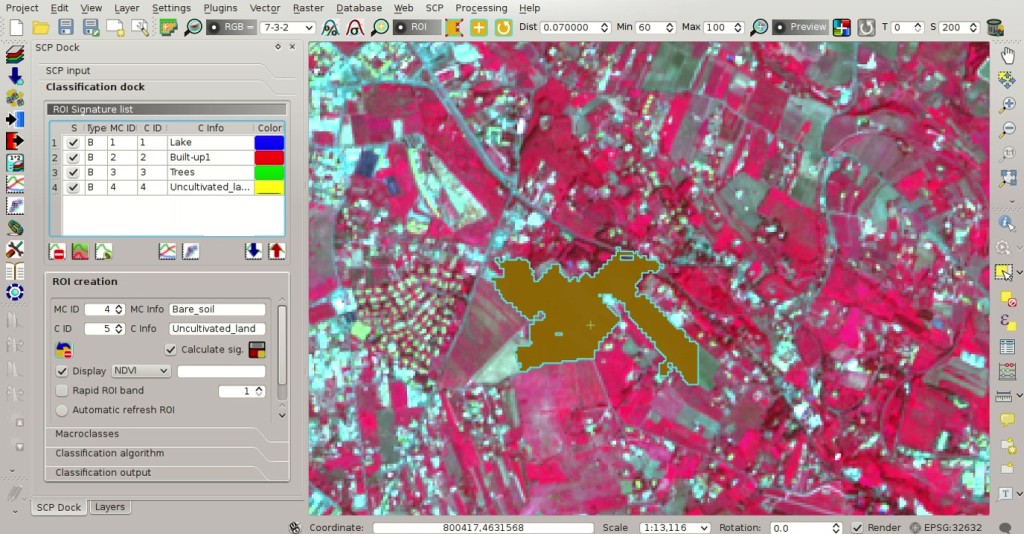 Project Edit View Layer Settings Plugins Vector Raster Database Web SCP Processing Help
RGB = 7-3-2 ROI Dist 0.070000 Min 60 Max 100 Preview T 0 S 200
SCP Dock
SCP input
Classification dock
ROI Signature list
S Type MC ID C ID C Info Color
1 B 1 1 Lake
2 B 2 2 Built-up1
3 B 3 3 Trees
4 B 4 4 Uncultivated_la...
ROI creation
MC ID 4 MC Info Bare_soil
C ID 5 C Info Uncultivated_land
Calculate sig.
Display NDVI
Rapid ROI band 1
Automatic refresh ROI
Macroclasses
Classification algorithm
Classification output
SCP Dock Layers
Coordinate: 800417,4631568 Scale 1:13,116 Rotation: 0.0 Render EPSG:32632